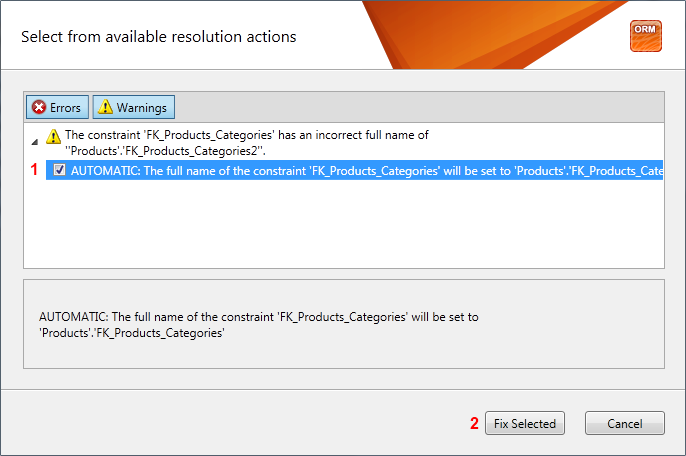 Select from available resolution actions
ORM
Errors
Warnings
The constraint 'FK_Products_Categories' has an incorrect full name of
''Products'.'FK_Products_Categories2''.
1
AUTOMATIC: The full name of the constraint 'FK_Products_Categories' will be set to 'Products'.'FK_Products_Cate
AUTOMATIC: The full name of the constraint 'FK_Products_Categories' will be set to
'Products'.'FK_Products_Categories'
2
Fix Selected
Cancel